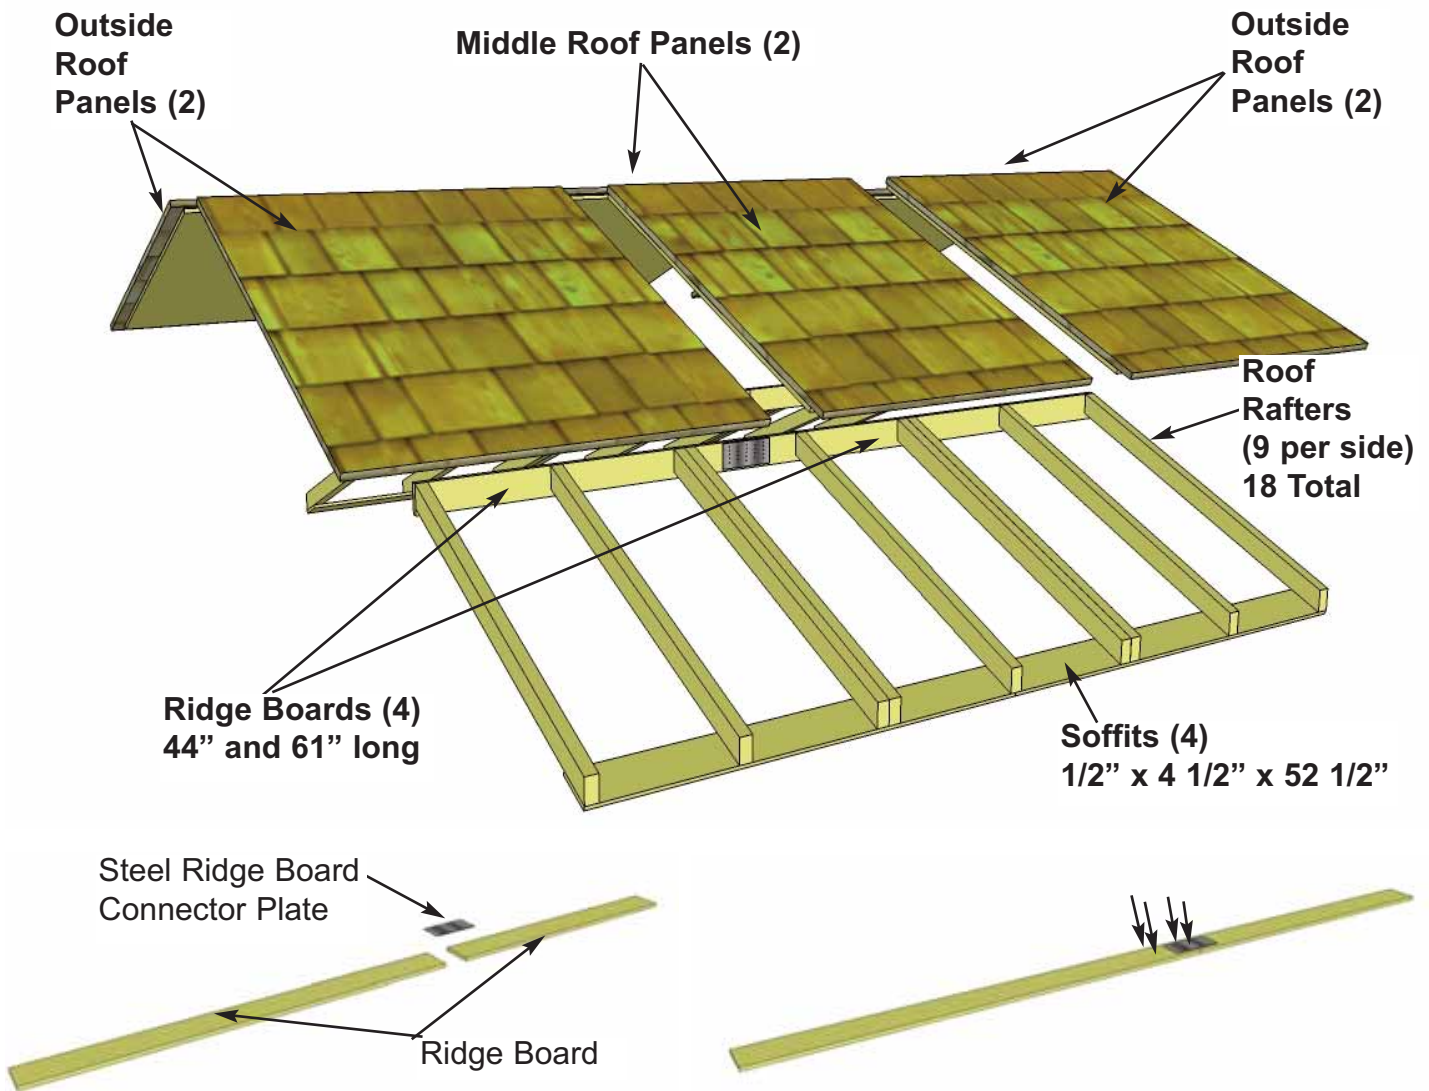 Outside
Roof
Panels (2)
Middle Roof Panels (2)
Outside
Roof
Panels (2)
Roof
Rafters
(9 per side)
18 Total
Ridge Boards (4)
44” and 61” long
Soffits (4)
1/2” x 4 1/2” x 52 1/2”
Steel Ridge Board
Connector Plate
Ridge Board